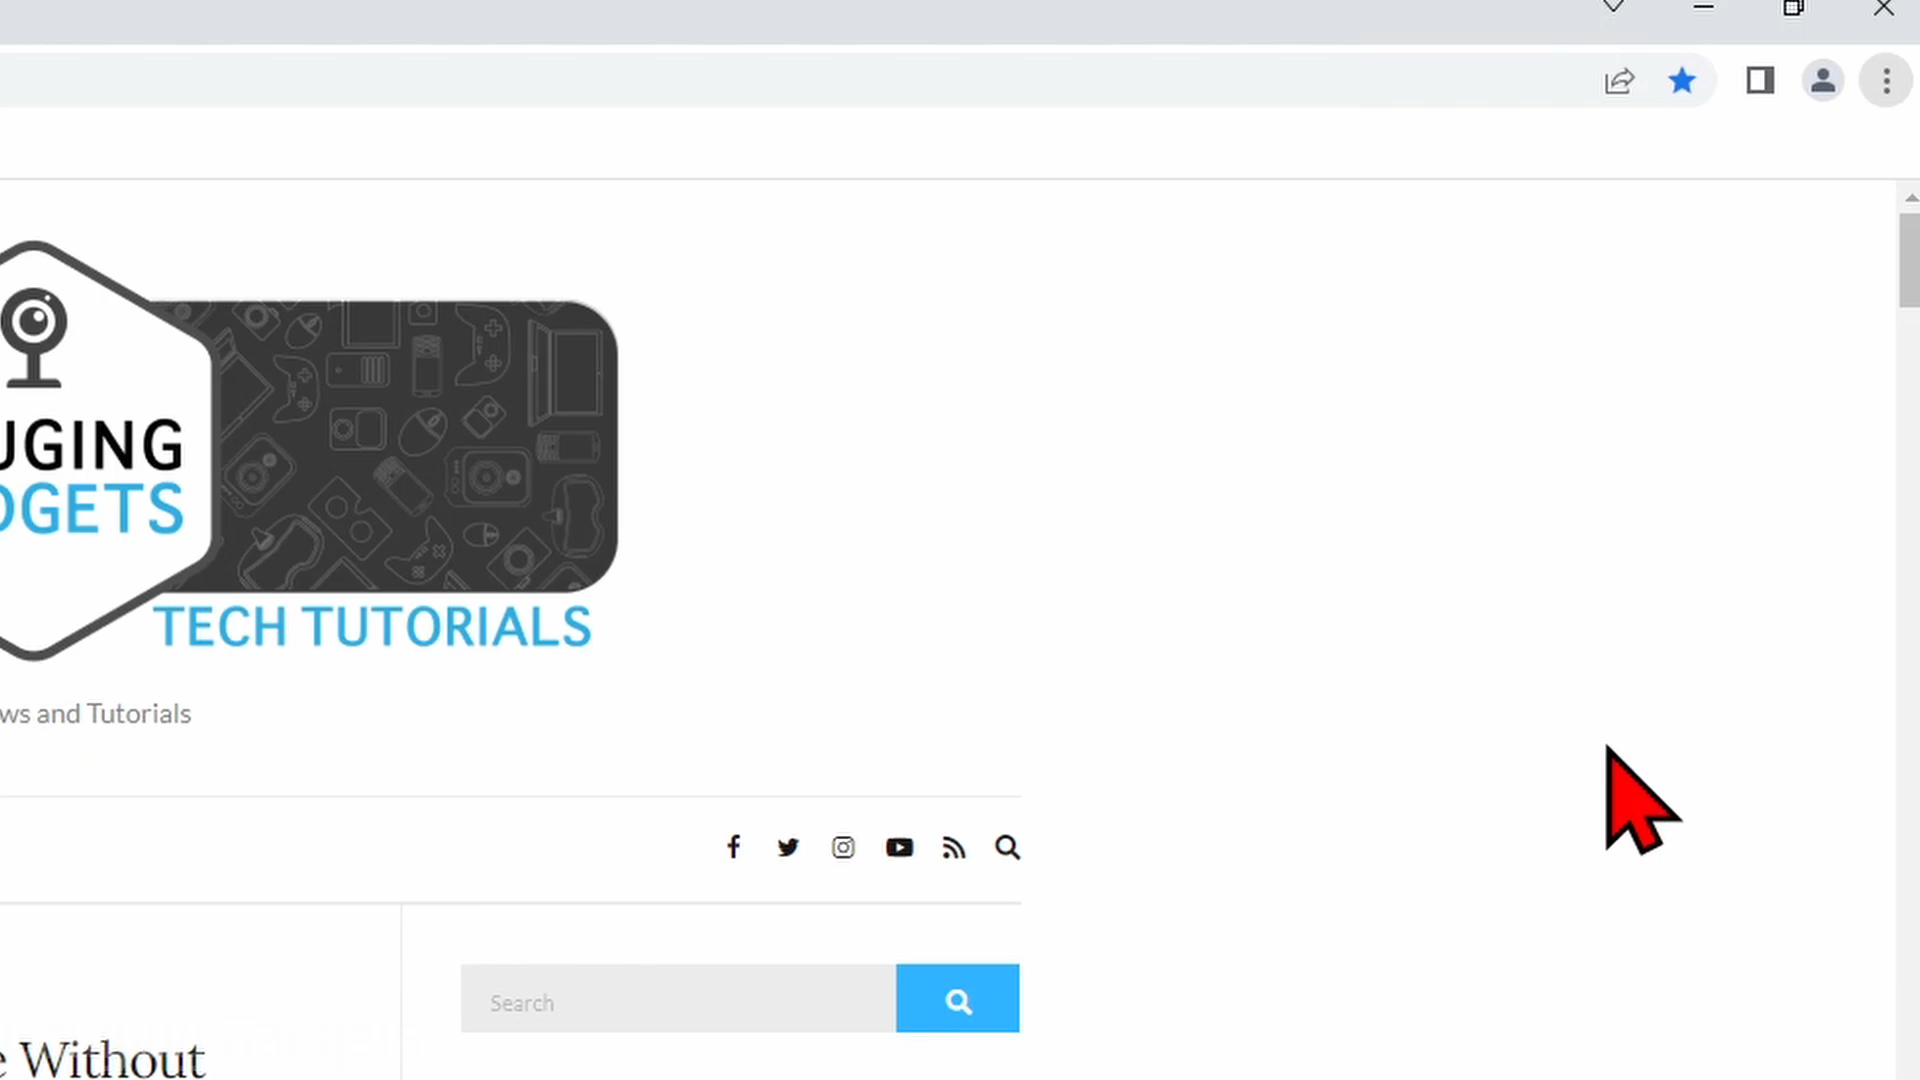 UGING
DGETS
TECH TUTORIALS
ws and Tutorials
Search
e Without